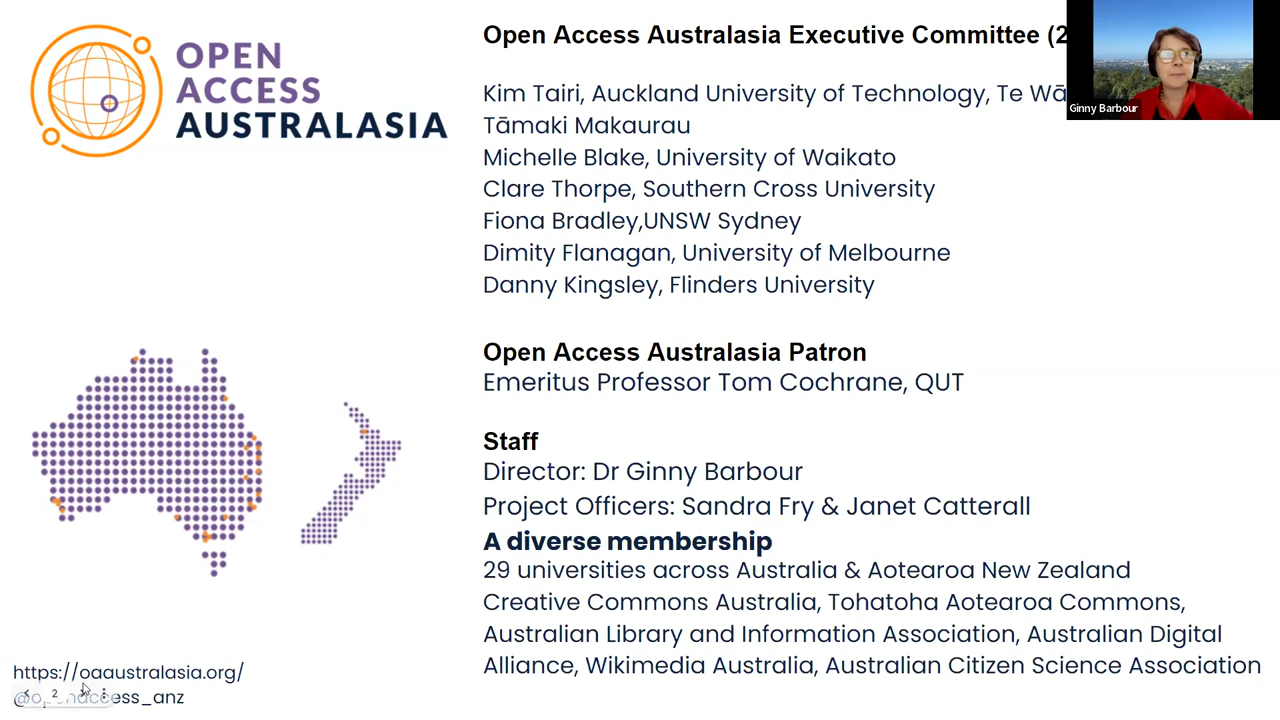 OPEN
ACCESS
AUSTRALASIA
Open Access Australasia Executive Committee
Kim Tairi, Auckland University of Technology, Te Wā
Tāmaki Makaurau
Michelle Blake, University of Waikato
Clare Thorpe, Southern Cross University
Fiona Bradley,UNSW Sydney
Dimity Flanagan, University of Melbourne
Danny Kingsley, Flinders University
Ginny Barbour
Open Access Australasia Patron
Emeritus Professor Tom Cochrane, QUT
Staff
Director: Dr Ginny Barbour
Project Officers: Sandra Fry & Janet Catterall
A diverse membership
29 universities across Australia & Aotearoa New Zealand
Creative Commons Australia, Tohatoha Aotearoa Commons,
Australian Library and Information Association, Australian Digital
Alliance, Wikimedia Australia, Australian Citizen Science Association
https://oaaustralasia.org/
2
@openaccess_anz